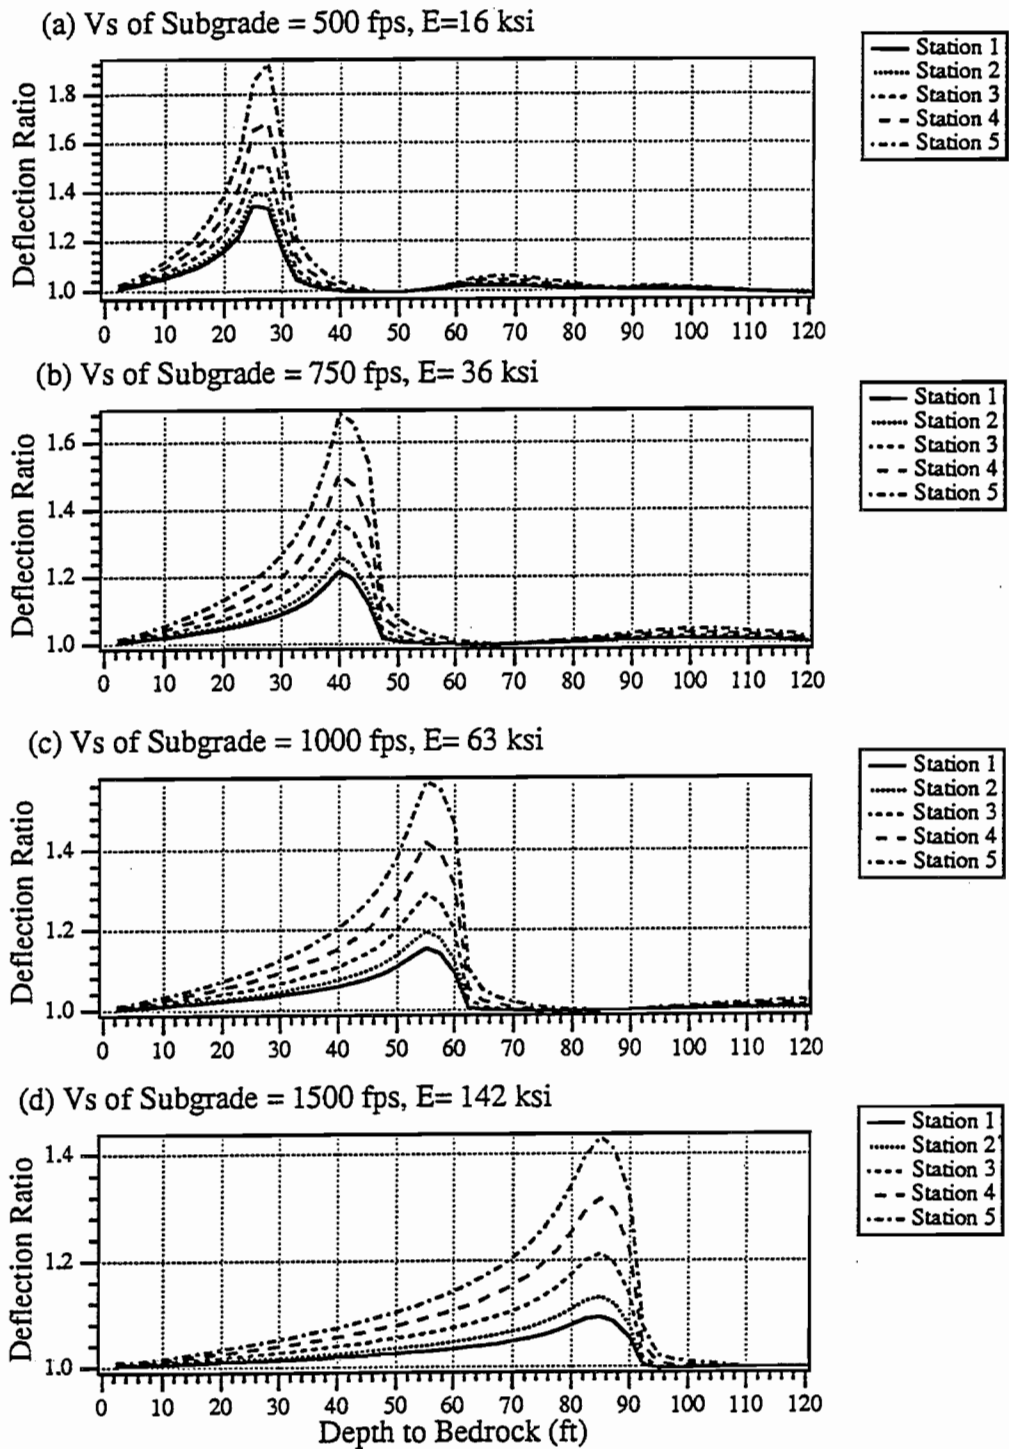 (a) Vs of Subgrade = 500 fps, E=16 ksi
Deflection Ratio
1.8
1.6
1.4
1.2
1.0
0 10 20 30 40 50 60 70 80 90 100 110 120
Station 1
Station 2
Station 3
Station 4
Station 5
(b) Vs of Subgrade = 750 fps, E= 36 ksi
Deflection Ratio
1.6
1.4
1.2
1.0
0 10 20 30 40 50 60 70 80 90 100 110 120
Station 1
Station 2
Station 3
Station 4
Station 5
(c) Vs of Subgrade = 1000 fps, E= 63 ksi
Deflection Ratio
1.4
1.2
1.0
0 10 20 30 40 50 60 70 80 90 100 110 120
Station 1
Station 2
Station 3
Station 4
Station 5
(d) Vs of Subgrade = 1500 fps, E= 142 ksi
Deflection Ratio
1.4
1.2
1.0
0 10 20 30 40 50 60 70 80 90 100 110 120
Depth to Bedrock (ft)
Station 1
Station 2
Station 3
Station 4
Station 5